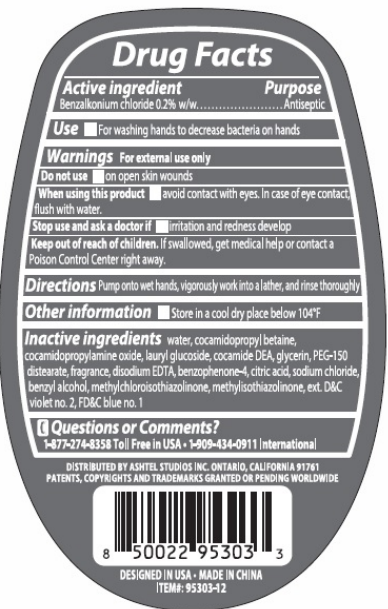 Drug Facts
Active ingredient Purpose
Benzalkonium chloride 0.2% w/w.......................Antiseptic
Use For washing hands to decrease bacteria on hands
Warnings For external use only
Do not use on open skin wounds
When using this product avoid contact with eyes. In case of eye contact,
flush with water.
Stop use and ask a doctor if irritation and redness develop
Keep out of reach of children. If swallowed, get medical help or contact a
Poison Control Center right away.
Directions Pump onto wet hands, vigorously work into a lather, and rinse thoroughly
Other information Store in a cool dry place below 104°F
Inactive ingredients water, cocamidopropyl betaine,
cocamidopropylamine oxide, lauryl glucoside, cocamide DEA, glycerin, PEG-150
distearate, fragrance, disodium EDTA, benzophenone-4, citric acid, sodium chloride,
benzyl alcohol, methylchloroisothiazolinone, methylisothiazolinone, ext. D&C
violet no. 2, FD&C blue no. 1
Questions or Comments?
1-877-274-8358 Toll Free in USA • 1-909-434-0911 International
DISTRIBUTED BY ASHTEL STUDIOS INC. ONTARIO, CALIFORNIA 91761
PATENTS, COPYRIGHTS AND TRADEMARKS GRANTED OR PENDING WORLDWIDE
8 50022 95303 3
DESIGNED IN USA • MADE IN CHINA
ITEM#: 95303-12